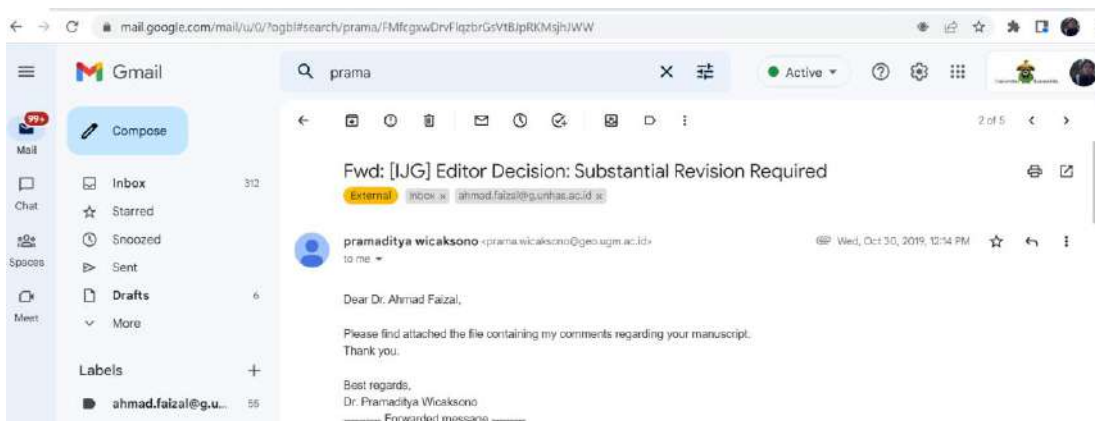 mail.google.com/mail/u/0/?ogbl#search/prama/
Gmail
prama
Active
99+
Mail
Compose
2 of 5
Fwd: [IJG] Editor Decision: Substantial Revision Required
Chat
Inbox 312
External Inbox x ahmad.faizal@g.unhas.ac.id x
Starred
Spaces
Snoozed
pramaditya wicaksono <prama.wicaksono@geo.ugm.ac.id> Wed, Oct 30, 2019, 12:14 PM
to me
Sent
Meet
Drafts 6
Dear Dr. Ahmad Faizal,
More
Please find attached the file containing my comments regarding your manuscript.
Thank you.
Labels +
Best regards,
ahmad.faizal@g.u... 55
Dr. Pramaditya Wicaksono
---------- Forwarded message ----------